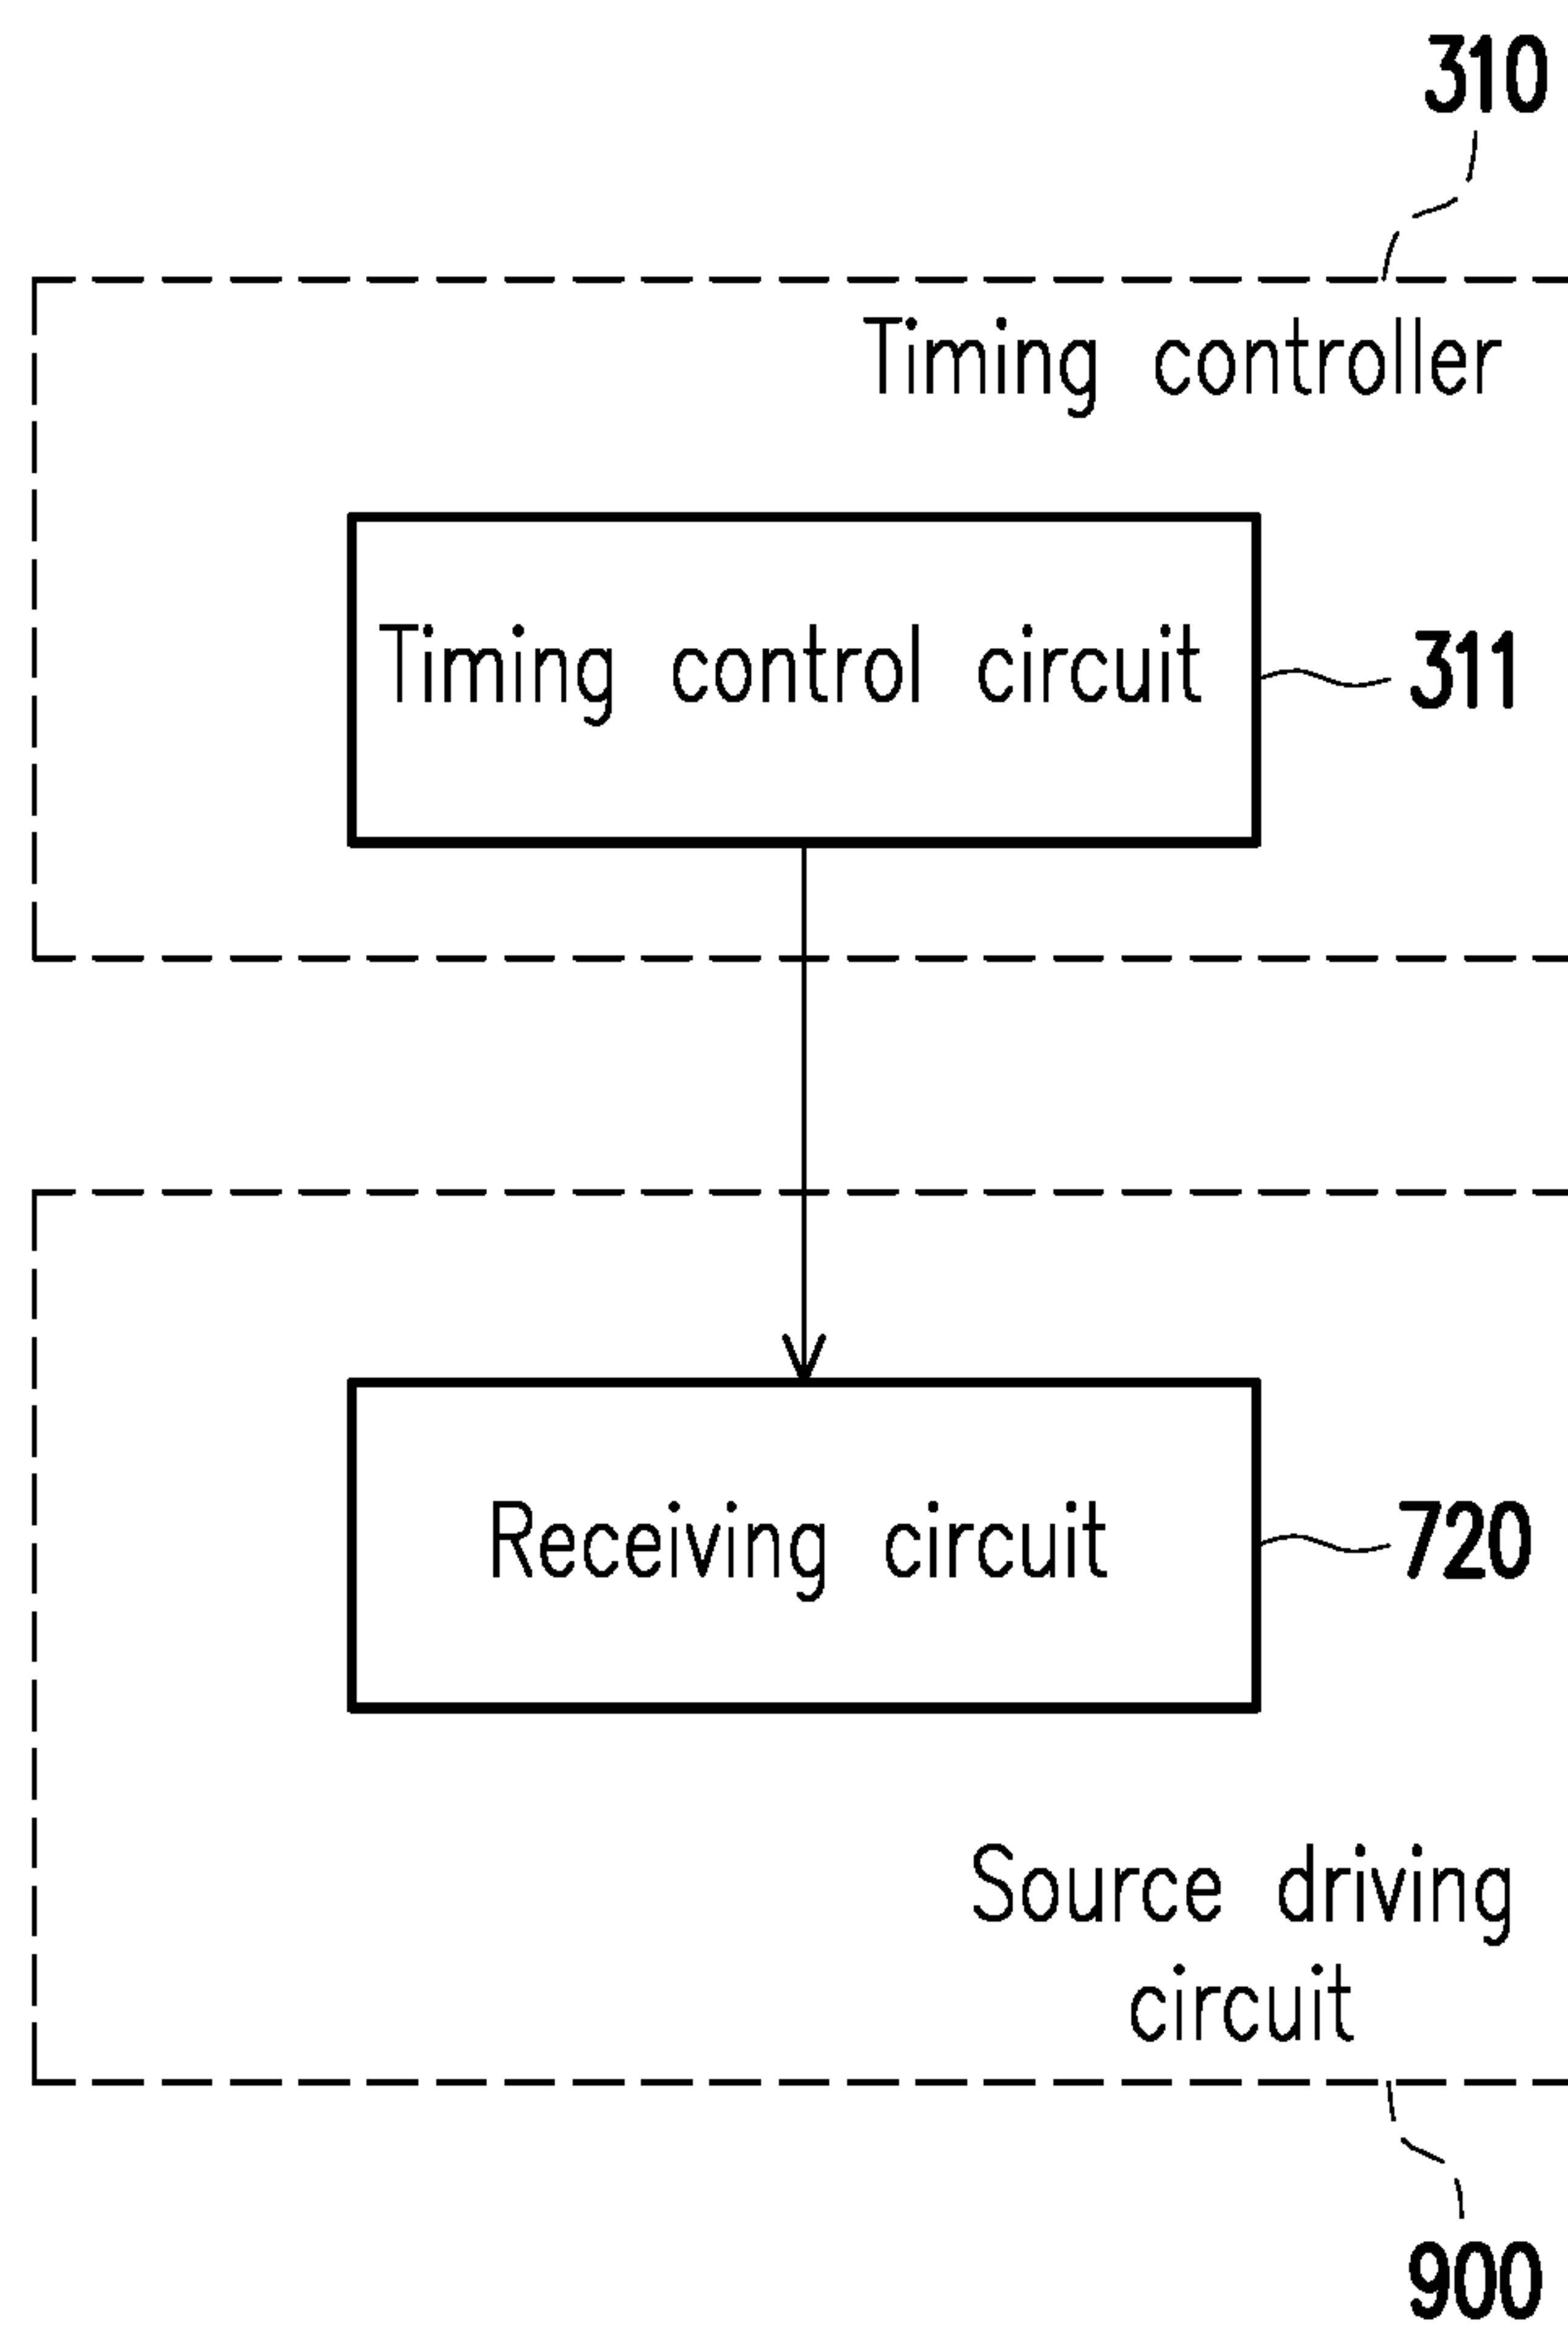 310
Timing controller
Timing control circuit
311
Receiving circuit
720
Source driving
circuit
900